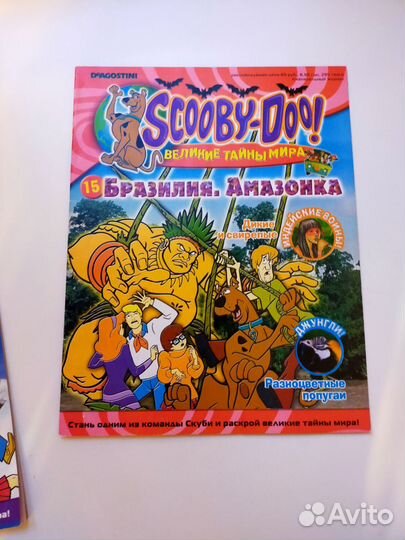 DeAGOSTINI
SCOOBY-DOO!
ВЕЛИКИЕ ТАЙНЫ МИРА
15 БРАЗИЛИЯ. АМАЗОНКА
Дикие
и свирепые
ИНДЕЙСКИЕ ВОИНЫ!
ДЖУНГЛИ!
Разноцветные
попугаи
Стань одним из команды Скуби и раскрой великие тайны мира!
ра!
Avito